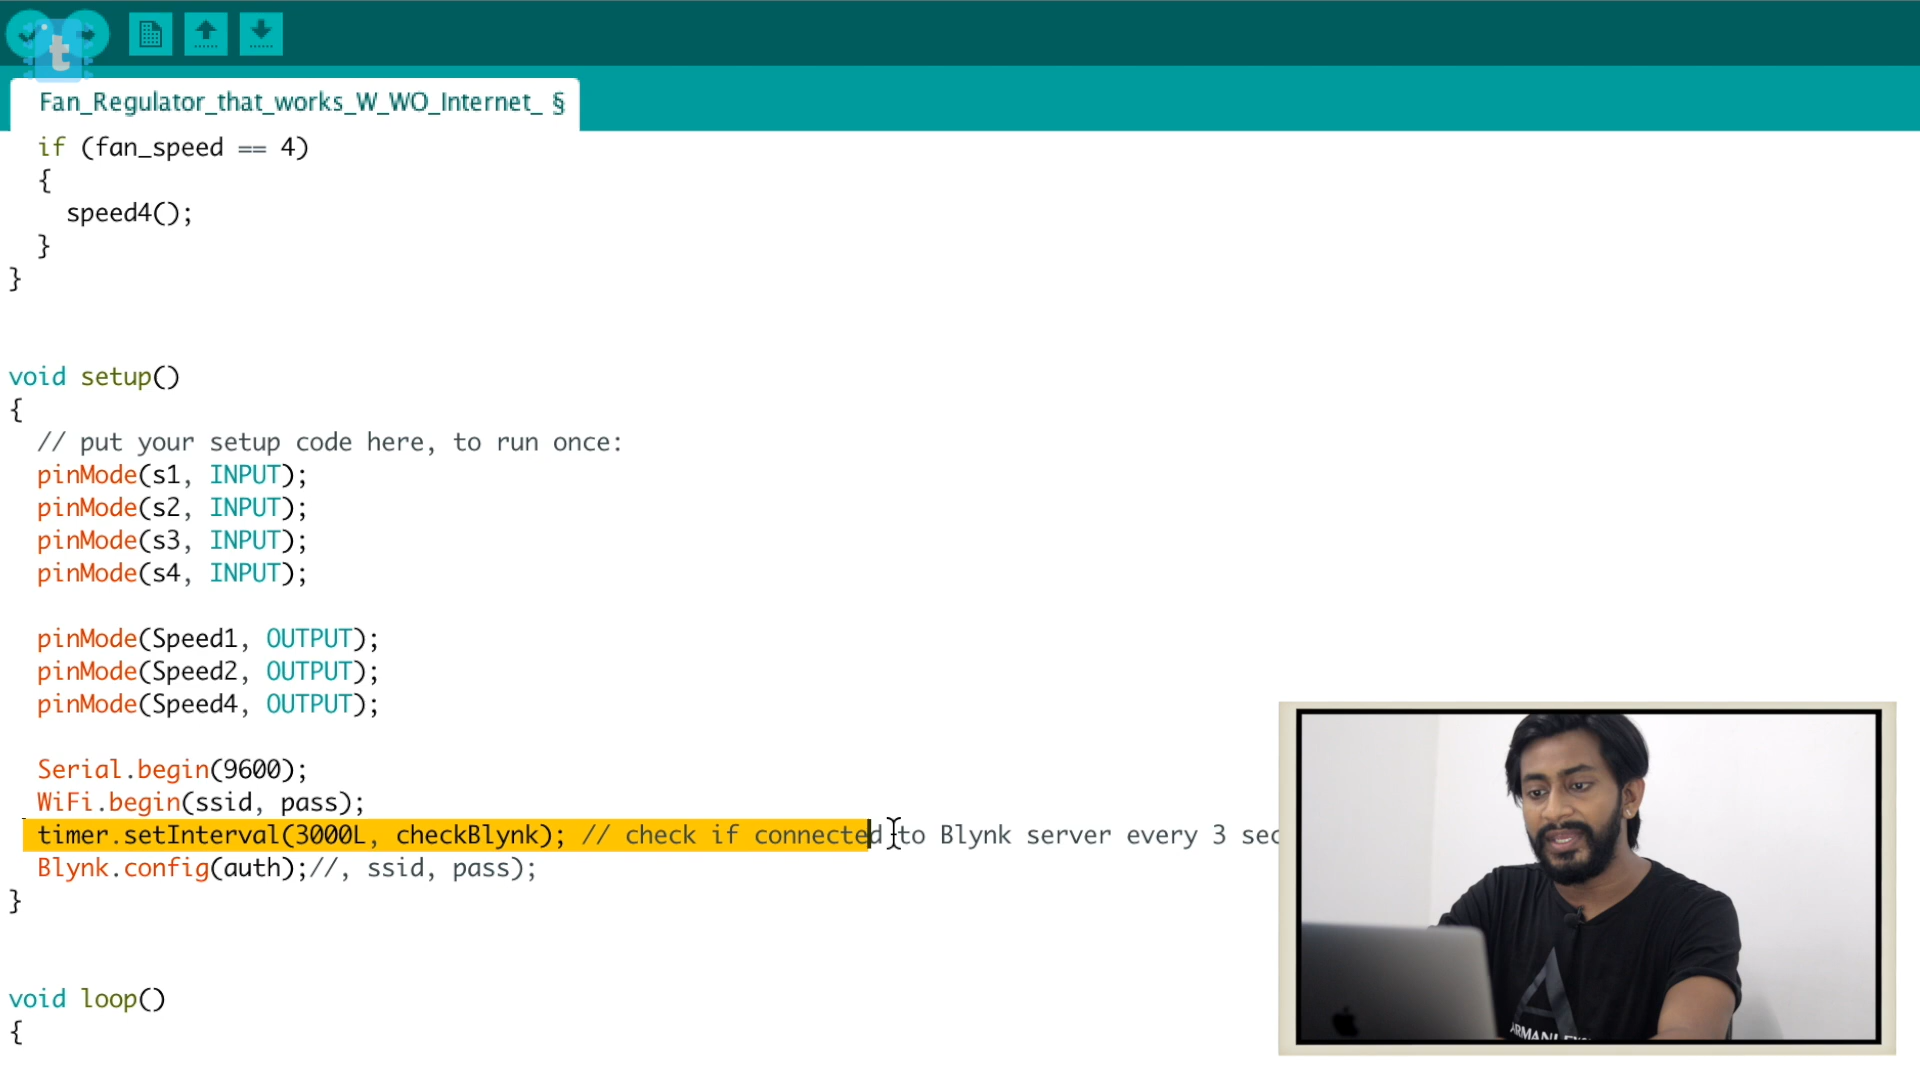 t
Fan_Regulator_that_works_W_WO_Internet_ §
if (fan_speed == 4)
{
speed4();
}
}
void setup()
{
// put your setup code here, to run once:
pinMode(s1, INPUT);
pinMode(s2, INPUT);
pinMode(s3, INPUT);
pinMode(s4, INPUT);
pinMode(Speed1, OUTPUT);
pinMode(Speed2, OUTPUT);
pinMode(Speed4, OUTPUT);
Serial.begin(9600);
WiFi.begin(ssid, pass);
timer.setInterval(3000L, checkBlynk); // check if connected to Blynk server every 3 sec
Blynk.config(auth);//, ssid, pass);
}
void loop()
{